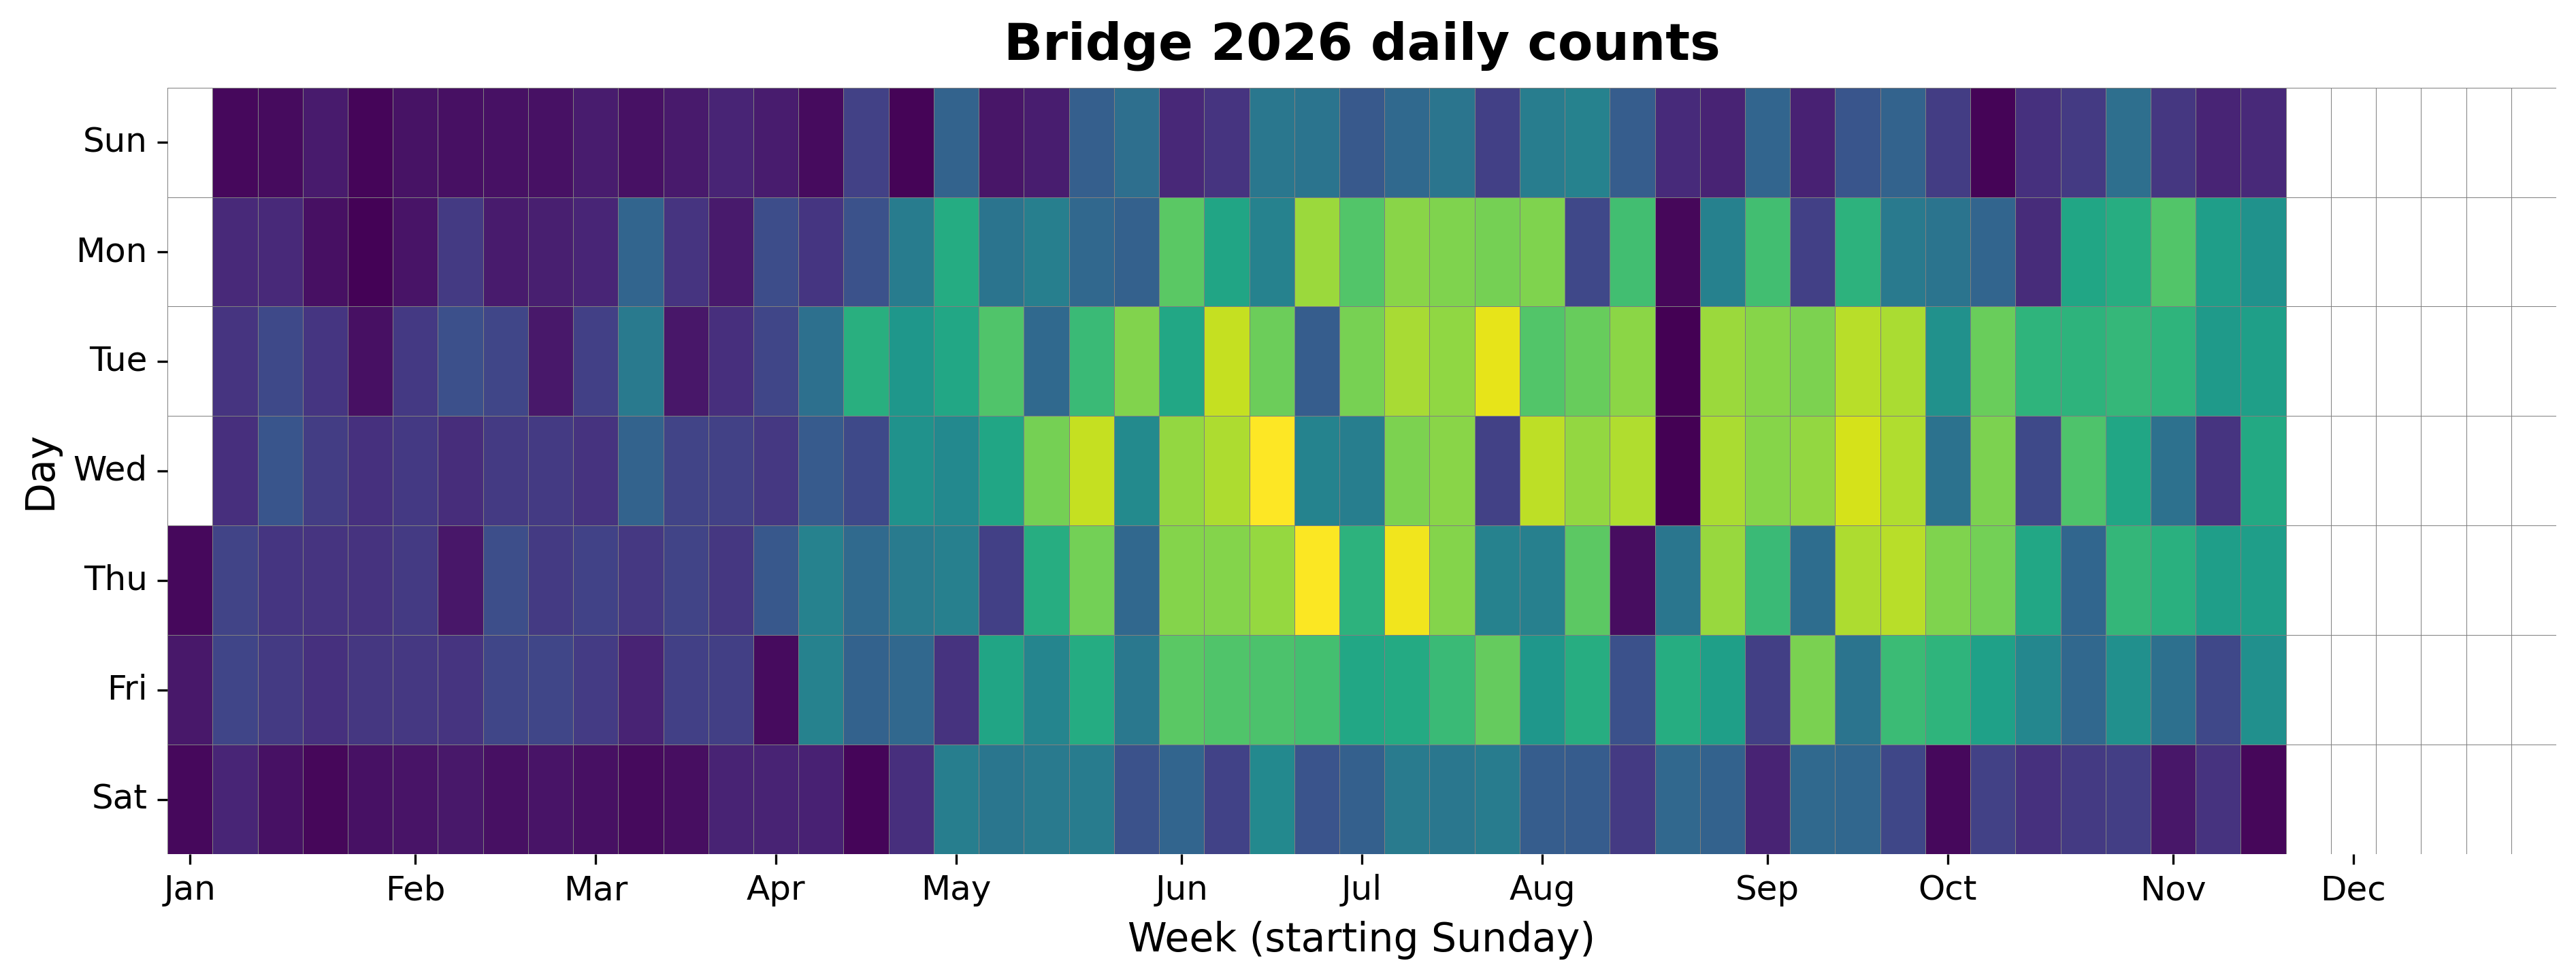 Bridge 2026 daily counts
Day
Sun
Mon
Tue
Wed
Thu
Fri
Sat
Jan Feb Mar Apr May Jun Jul Aug Sep Oct Nov Dec
Week (starting Sunday)